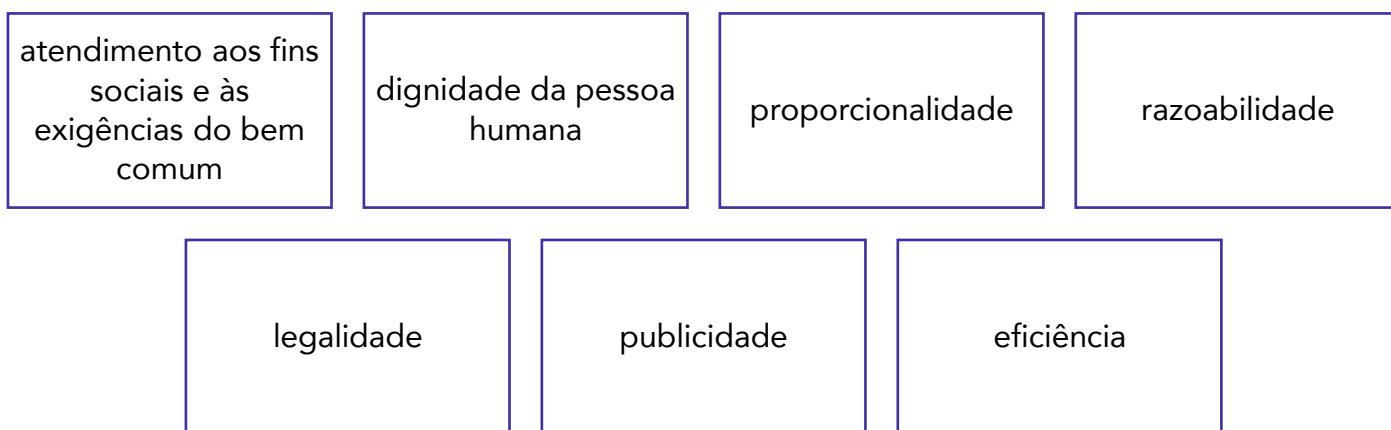 atendimento aos fins
sociais e às
exigências do bem
comum
dignidade da pessoa
humana
proporcionalidade
razoabilidade
legalidade
publicidade
eficiência